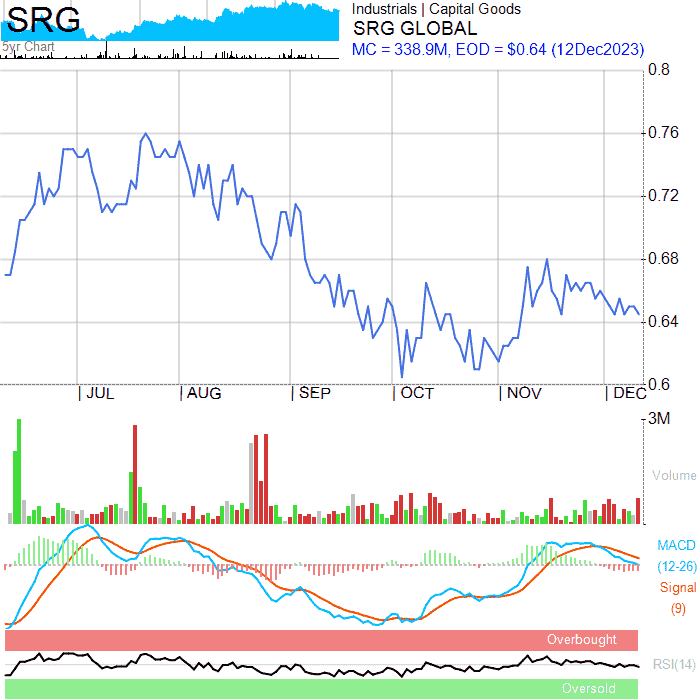 SRG
5yr Chart
Industrials | Capital Goods
SRG GLOBAL
MC = 338.9M, EOD = $0.64 (12Dec2023)
0.8
0.76
0.72
0.68
0.64
0.6
| JUL | AUG | SEP | OCT | NOV | DEC
3M
Volume
MACD
(12-26)
Signal
(9)
Overbought
RSI(14)
Oversold